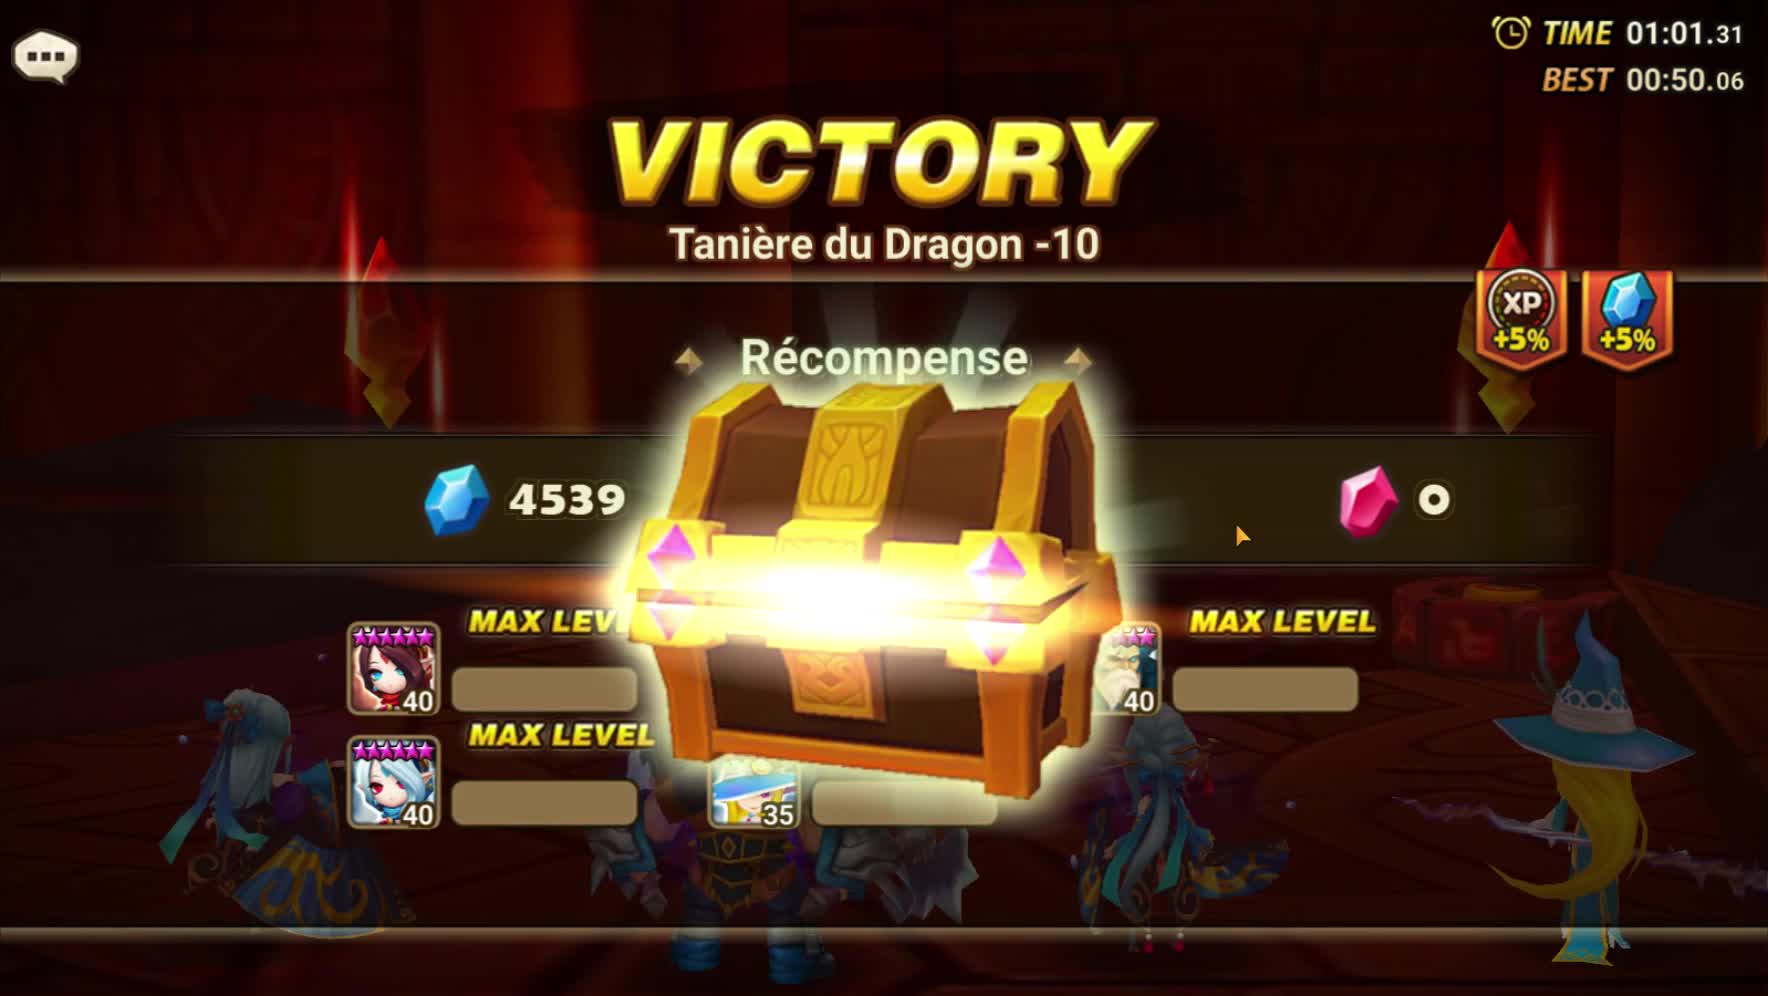 TIME 01:01.31
BEST 00:50.06
VICTORY
Tanière du Dragon -10
XP
+5%
+5%
Récompense
4539
0
MAX LEV
MAX LEVEL
40
40
MAX LEVEL
40
35